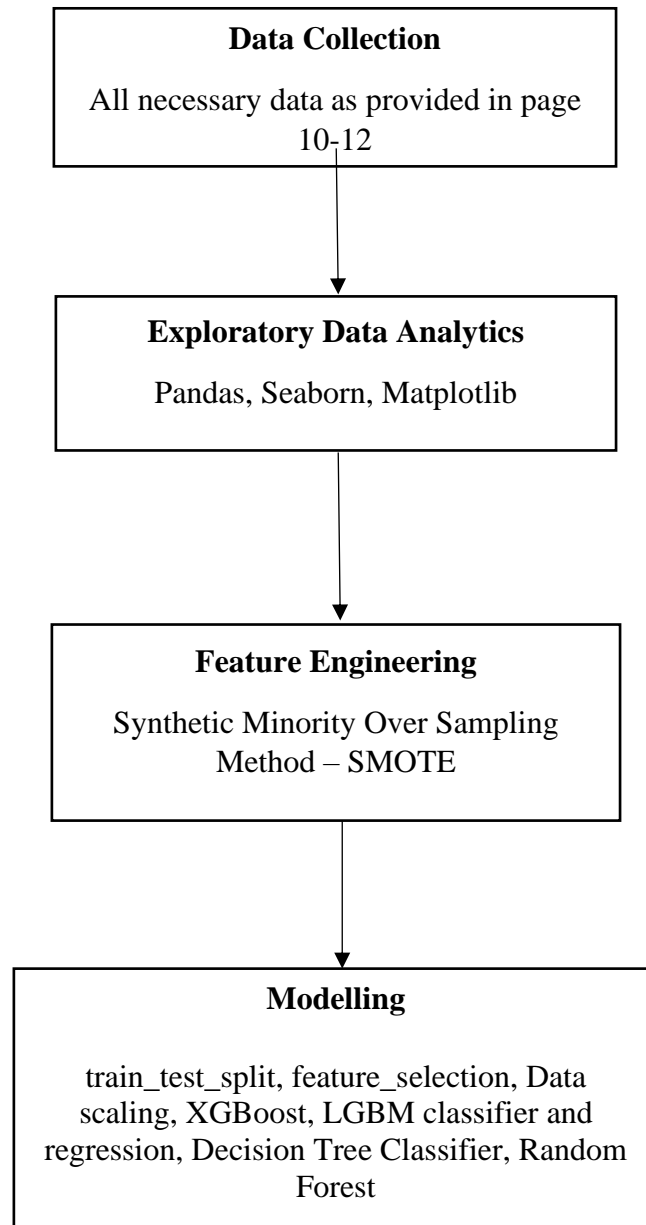 Data Collection
All necessary data as provided in page
10-12
Exploratory Data Analytics
Pandas, Seaborn, Matplotlib
Feature Engineering
Synthetic Minority Over Sampling
Method – SMOTE
Modelling
train_test_split, feature_selection, Data
scaling, XGBoost, LGBM classifier and
regression, Decision Tree Classifier, Random
Forest